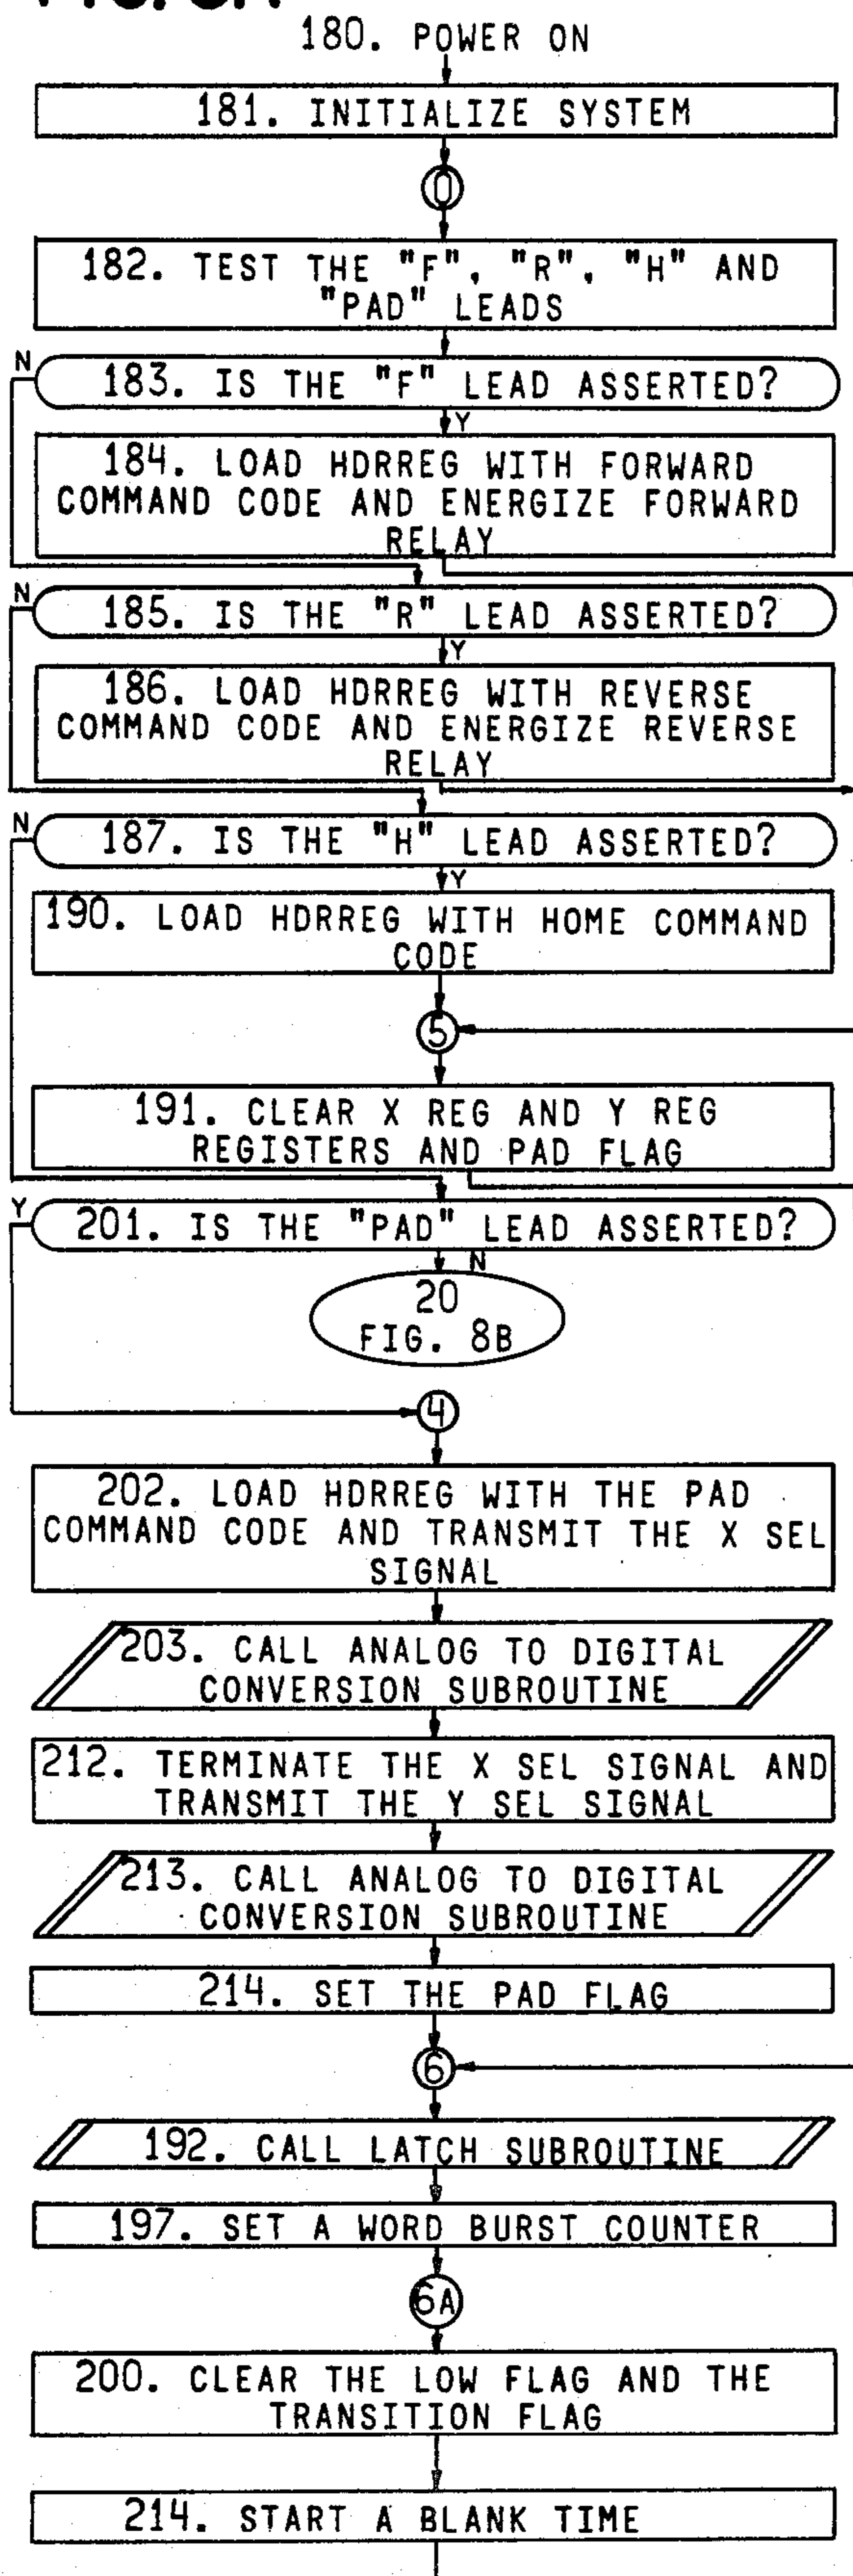 180. POWER ON
181. INITIALIZE SYSTEM
0
182. TEST THE "F", "R", "H" AND
"PAD" LEADS
N
183. IS THE "F" LEAD ASSERTED?
Y
184. LOAD HDRREG WITH FORWARD
COMMAND CODE AND ENERGIZE FORWARD
RELAY
N
185. IS THE "R" LEAD ASSERTED?
Y
186. LOAD HDRREG WITH REVERSE
COMMAND CODE AND ENERGIZE REVERSE
RELAY
N
187. IS THE "H" LEAD ASSERTED?
Y
190. LOAD HDRREG WITH HOME COMMAND
CODE
5
191. CLEAR X REG AND Y REG
REGISTERS AND PAD FLAG
Y
201. IS THE "PAD" LEAD ASSERTED?
N
20
FIG. 8B
4
202. LOAD HDRREG WITH THE PAD
COMMAND CODE AND TRANSMIT THE X SEL
SIGNAL
203. CALL ANALOG TO DIGITAL
CONVERSION SUBROUTINE
212. TERMINATE THE X SEL SIGNAL AND
TRANSMIT THE Y SEL SIGNAL
213. CALL ANALOG TO DIGITAL
CONVERSION SUBROUTINE
214. SET THE PAD FLAG
6
192. CALL LATCH SUBROUTINE
197. SET A WORD BURST COUNTER
6A
200. CLEAR THE LOW FLAG AND THE
TRANSITION FLAG
214. START A BLANK TIME